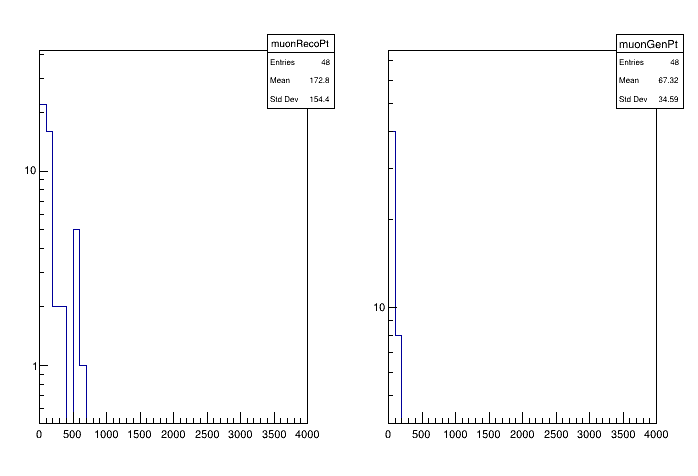 muonRecoPt
Entries 48
Mean 172.8
Std Dev 154.4
10
1
0 500 1000 1500 2000 2500 3000 3500 4000
muonGenPt
Entries 48
Mean 67.32
Std Dev 34.59
10
0 500 1000 1500 2000 2500 3000 3500 4000